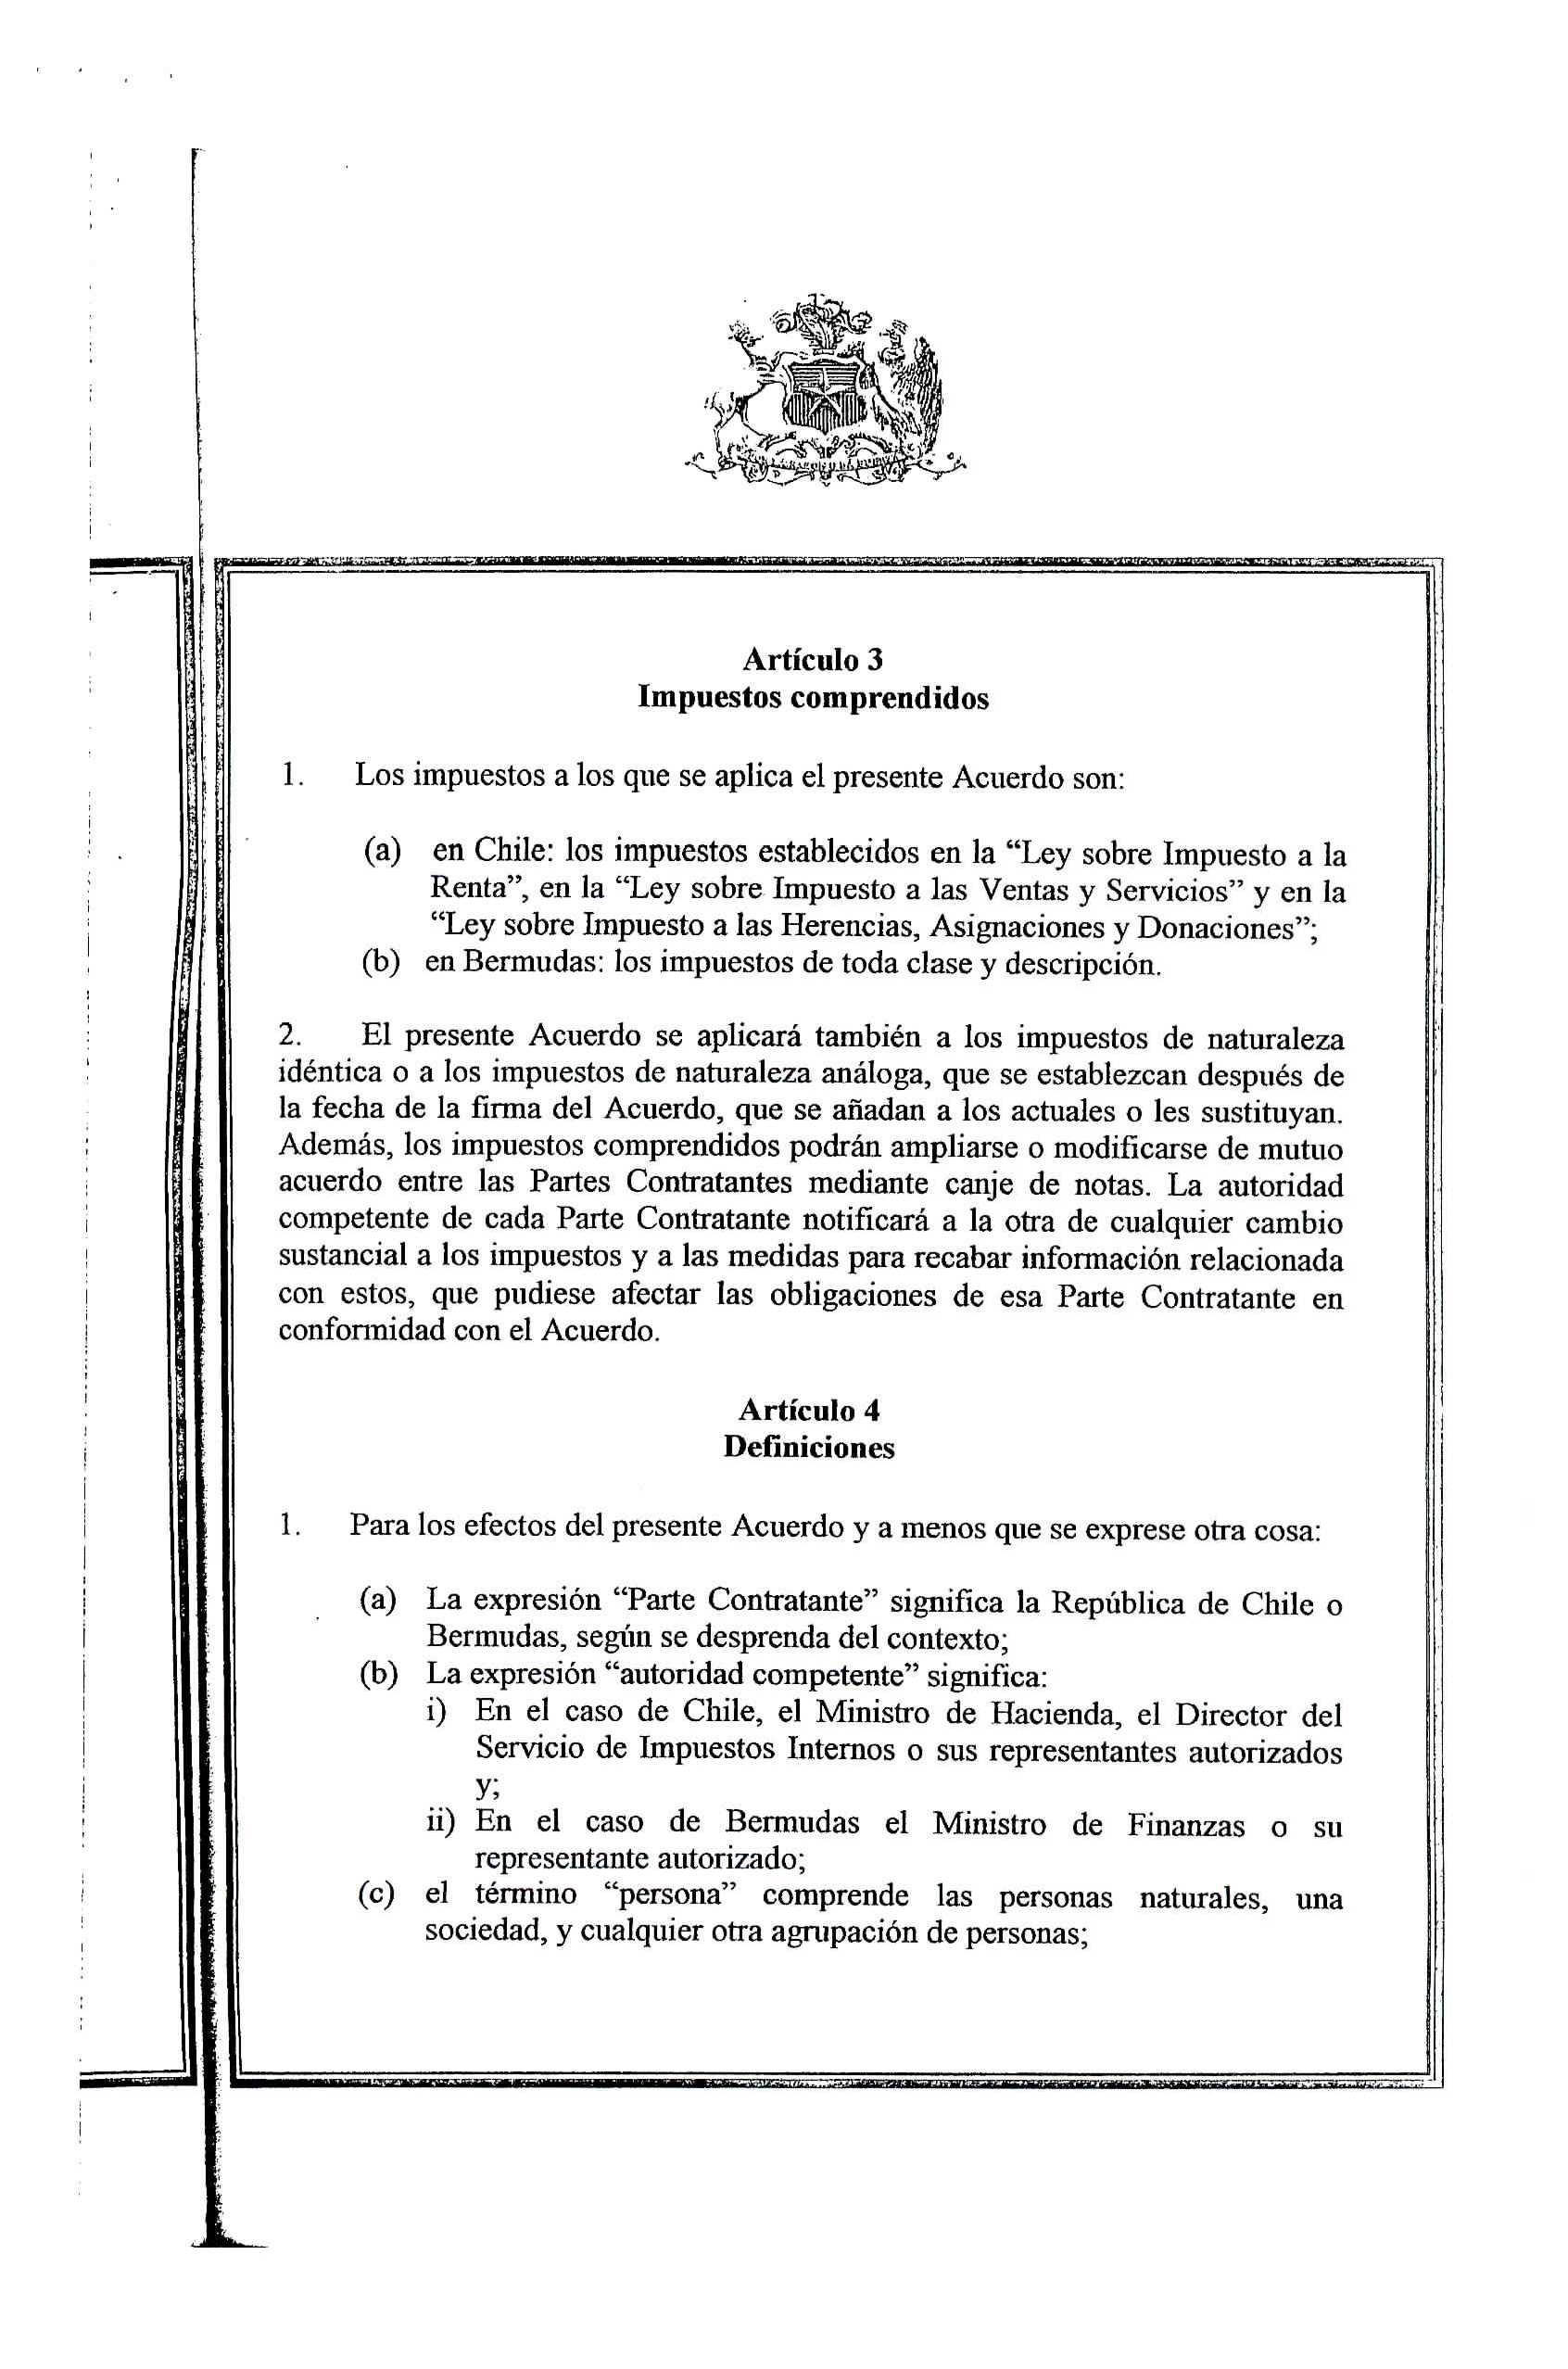 Artículo 3
Impuestos comprendidos
1. Los impuestos a los que se aplica el presente Acuerdo son:
(a) en Chile: los impuestos establecidos en la “Ley sobre Impuesto a la
Renta”, en la “Ley sobre Impuesto a las Ventas y Servicios” y en la
“Ley sobre Impuesto a las Herencias, Asignaciones y Donaciones”;
(b) en Bermudas: los impuestos de toda clase y descripción.
2. El presente Acuerdo se aplicará también a los impuestos de naturaleza
idéntica o a los impuestos de naturaleza análoga, que se establezcan después de
la fecha de la firma del Acuerdo, que se añadan a los actuales o les sustituyan.
Además, los impuestos comprendidos podrán ampliarse o modificarse de mutuo
acuerdo entre las Partes Contratantes mediante canje de notas. La autoridad
competente de cada Parte Contratante notificará a la otra de cualquier cambio
sustancial a los impuestos y a las medidas para recabar información relacionada
con estos, que pudiese afectar las obligaciones de esa Parte Contratante en
conformidad con el Acuerdo.
Artículo 4
Definiciones
1. Para los efectos del presente Acuerdo y a menos que se exprese otra cosa:
(a) La expresión “Parte Contratante” significa la República de Chile o
Bermudas, según se desprenda del contexto;
(b) La expresión “autoridad competente” significa:
i) En el caso de Chile, el Ministro de Hacienda, el Director del
Servicio de Impuestos Internos o sus representantes autorizados
y;
ii) En el caso de Bermudas el Ministro de Finanzas o su
representante autorizado;
(c) el término “persona” comprende las personas naturales, una
sociedad, y cualquier otra agrupación de personas;